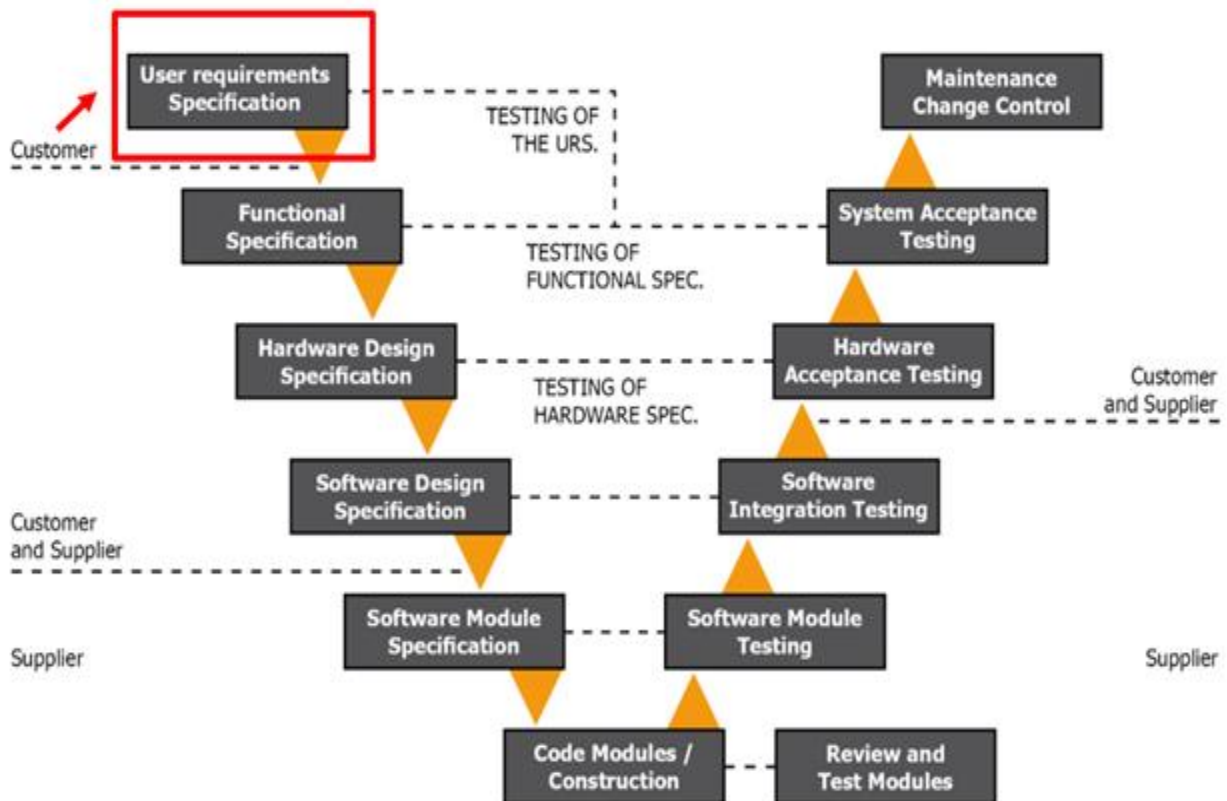 User requirements
Specification
Maintenance
Change Control
TESTING OF
THE URS.
Customer
Functional
Specification
System Acceptance
Testing
TESTING OF
FUNCTIONAL SPEC.
Hardware Design
Specification
Hardware
Acceptance Testing
TESTING OF
HARDWARE SPEC.
Customer
and Supplier
Software Design
Specification
Software
Integration Testing
Customer
and Supplier
Software Module
Specification
Software Module
Testing
Supplier
Supplier
Code Modules /
Construction
Review and
Test Modules